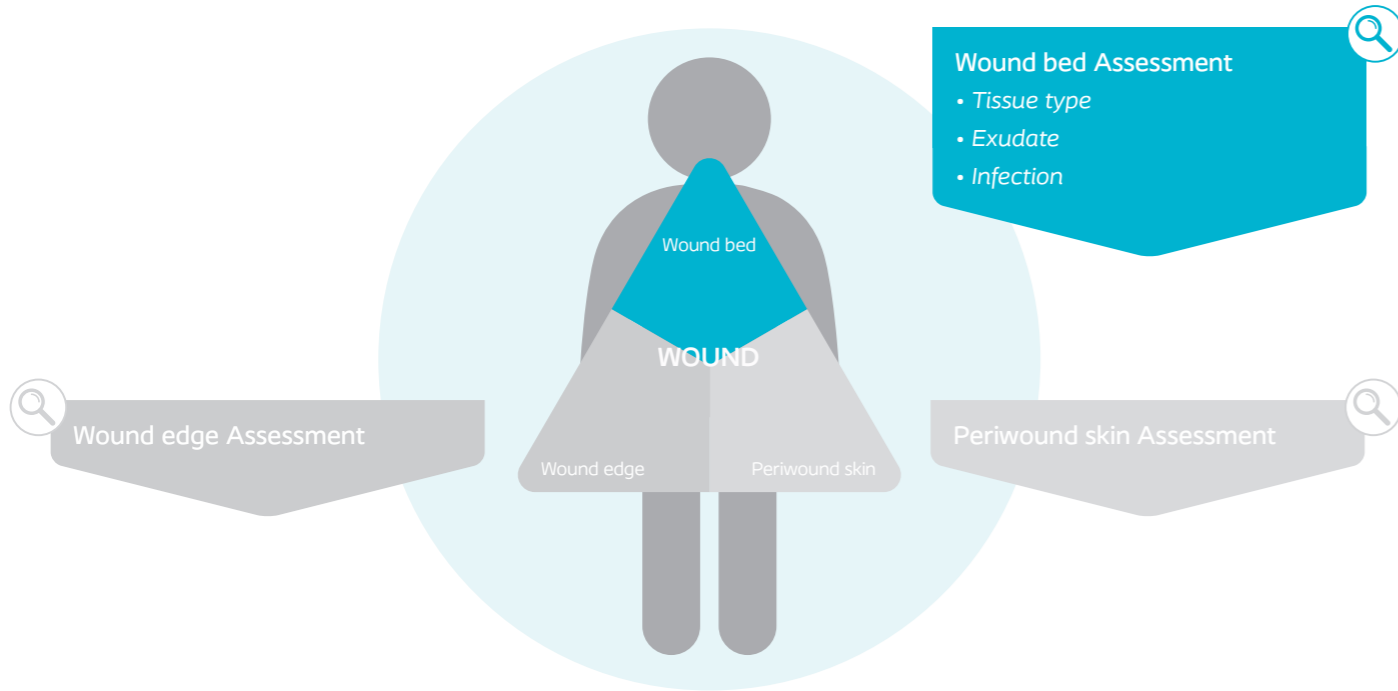 Wound bed Assessment
• Tissue type
• Exudate
• Infection
Wound bed
WOUND
Wound edge Assessment
Periwound skin Assessment
Wound edge
Periwound skin